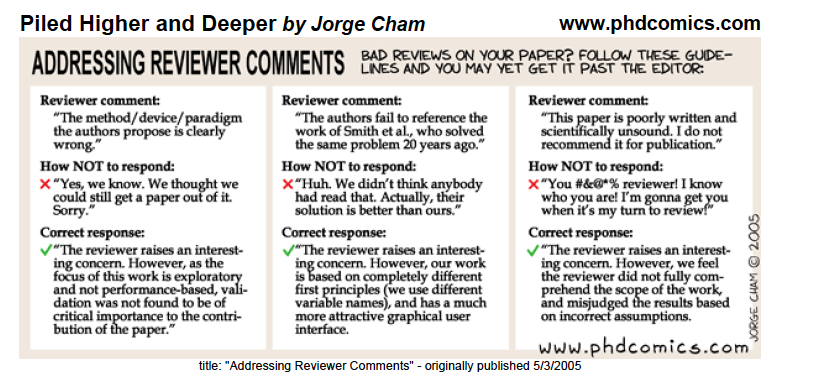 Piled Higher and Deeper by Jorge Cham
www.phdcomics.com
ADDRESSING REVIEWER COMMENTS
BAD REVIEWS ON YOUR PAPER? FOLLOW THESE GUIDE-
LINES AND YOU MAY YET GET IT PAST THE EDITOR:
Reviewer comment:
"The method/device/paradigm
the authors propose is clearly
wrong."
How NOT to respond:
✗ "Yes, we know. We thought we
could still get a paper out of it.
Sorry."
Correct response:
✓ "The reviewer raises an interest-
ing concern. However, as the
focus of this work is exploratory
and not performance-based, vali-
dation was not found to be of
critical importance to the contri-
bution of the paper."
Reviewer comment:
"The authors fail to reference the
work of Smith et al., who solved
the same problem 20 years ago."
How NOT to respond:
✗ "Huh. We didn't think anybody
had read that. Actually, their
solution is better than ours."
Correct response:
✓ "The reviewer raises an interest-
ing concern. However, our work
is based on completely different
first principles (we use different
variable names), and has a much
more attractive graphical user
interface.
Reviewer comment:
"This paper is poorly written and
scientifically unsound. I do not
recommend it for publication."
How NOT to respond:
✗ "You #&@*% reviewer! I know
who you are! I'm gonna get you
when it's my turn to review!"
Correct response:
✓ "The reviewer raises an interest-
ing concern. However, we feel
the reviewer did not fully com-
prehend the scope of the work,
and misjudged the results based
on incorrect assumptions.
JORGE CHAM © 2005
www.phdcomics.com
title: "Addressing Reviewer Comments" - originally published 5/3/2005